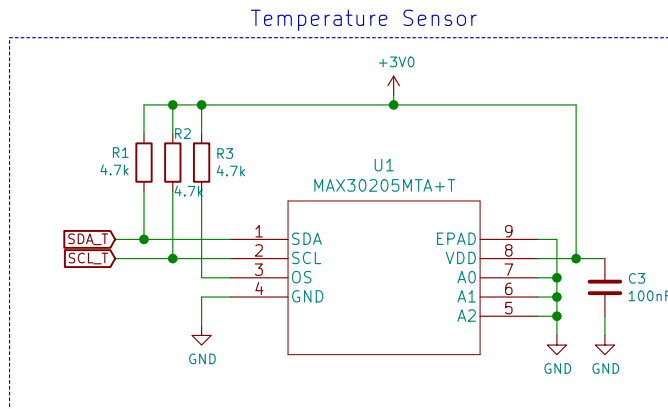 Temperature Sensor
+3V0
R1
4.7k
R2
4.7k
R3
4.7k
U1
MAX30205MTA+T
SDA_T
SCL_T
1
2
3
4
SDA
SCL
OS
GND
EPAD
VDD
A0
A1
A2
9
8
7
6
5
C3
100nF
GND
GND
GND